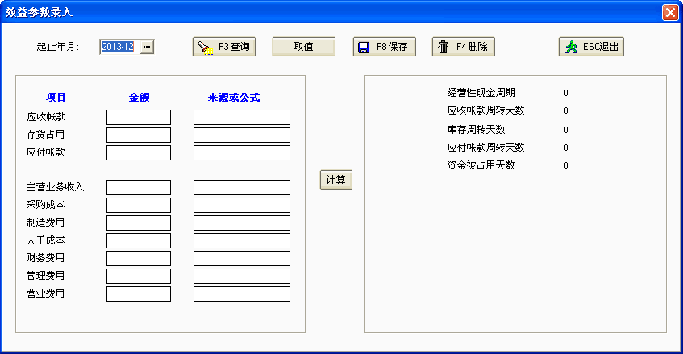 效益参数录入
起止年月: 2013-12 F3查询 取值 F8保存 F4删除 ESC退出
项目 金额 来源或公式
应收帐款
存货占用
应付帐款
主营业务收入
采购成本
制造费用
人工成本
财务费用
管理费用
营业费用
计算
经营性现金周期 0
应收帐款周转天数 0
库存周转天数 0
应付帐款周转天数 0
资金被占用天数 0